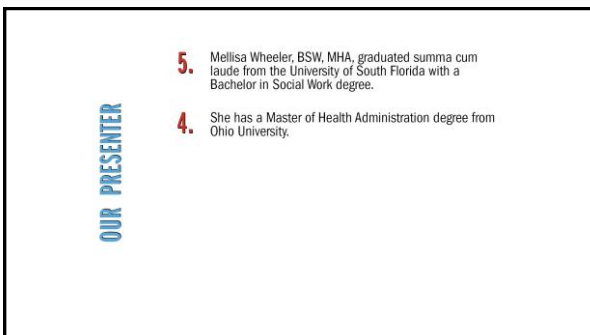 OUR PRESENTER
5. Mellisa Wheeler, BSW, MHA, graduated summa cum
laude from the University of South Florida with a
Bachelor in Social Work degree.
4. She has a Master of Health Administration degree from
Ohio University.